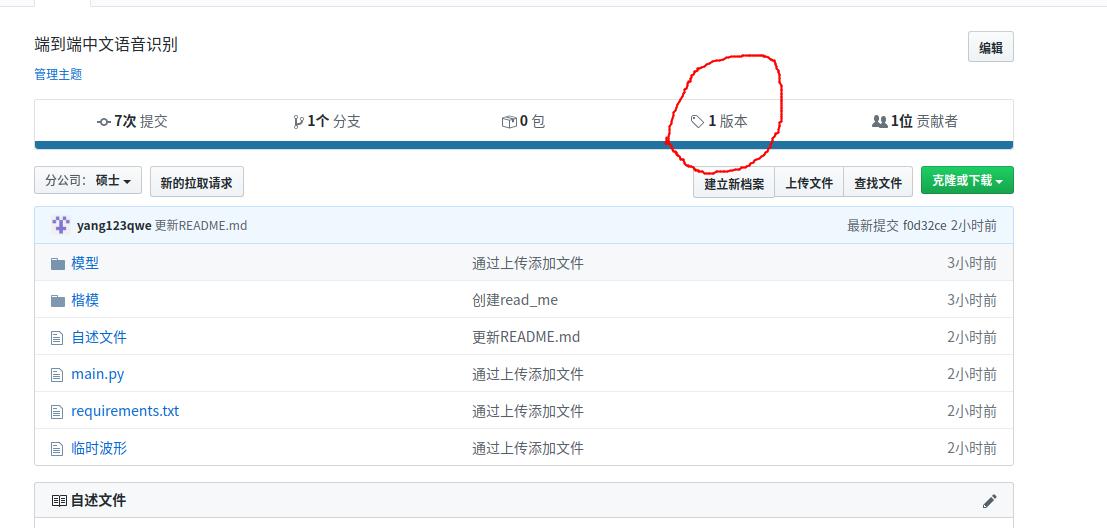 端到端中文语音识别
编辑
管理主题
7次 提交 1个 分支 0 包 1 版本 1位 贡献者
分公司: 硕士 新的拉取请求 建立新档案 上传文件 查找文件 克隆或下载
yang123qwe 更新README.md 最新提交 f0d32ce 2小时前
模型 通过上传添加文件 3小时前
楷模 创建read_me 3小时前
自述文件 更新README.md 2小时前
main.py 通过上传添加文件 2小时前
requirements.txt 通过上传添加文件 2小时前
临时波形 通过上传添加文件 2小时前
自述文件